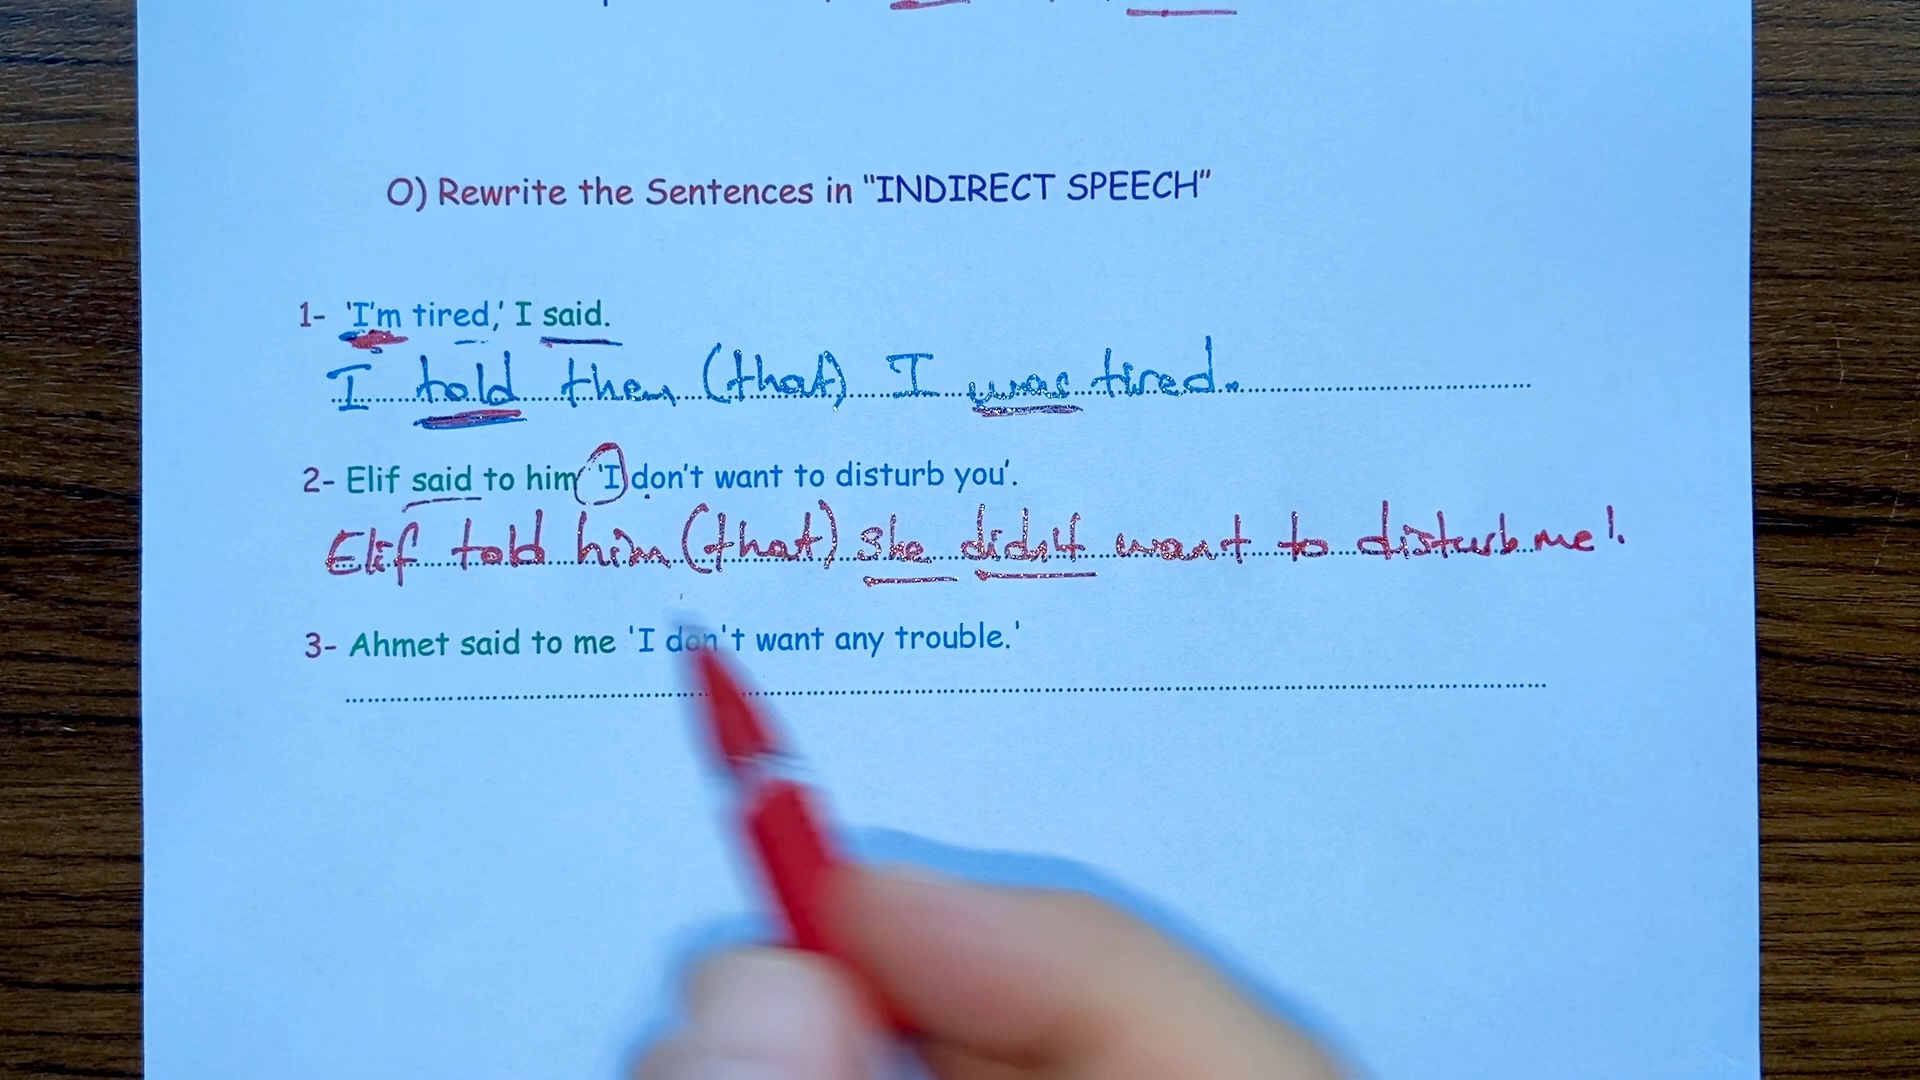 O) Rewrite the Sentences in "INDIRECT SPEECH"
1- 'I'm tired,' I said.
I told them (that) I was tired.
2- Elif said to him 'I don't want to disturb you'.
Elif told him (that) she didn't want to disturb me!.
3- Ahmet said to me 'I don't want any trouble.'